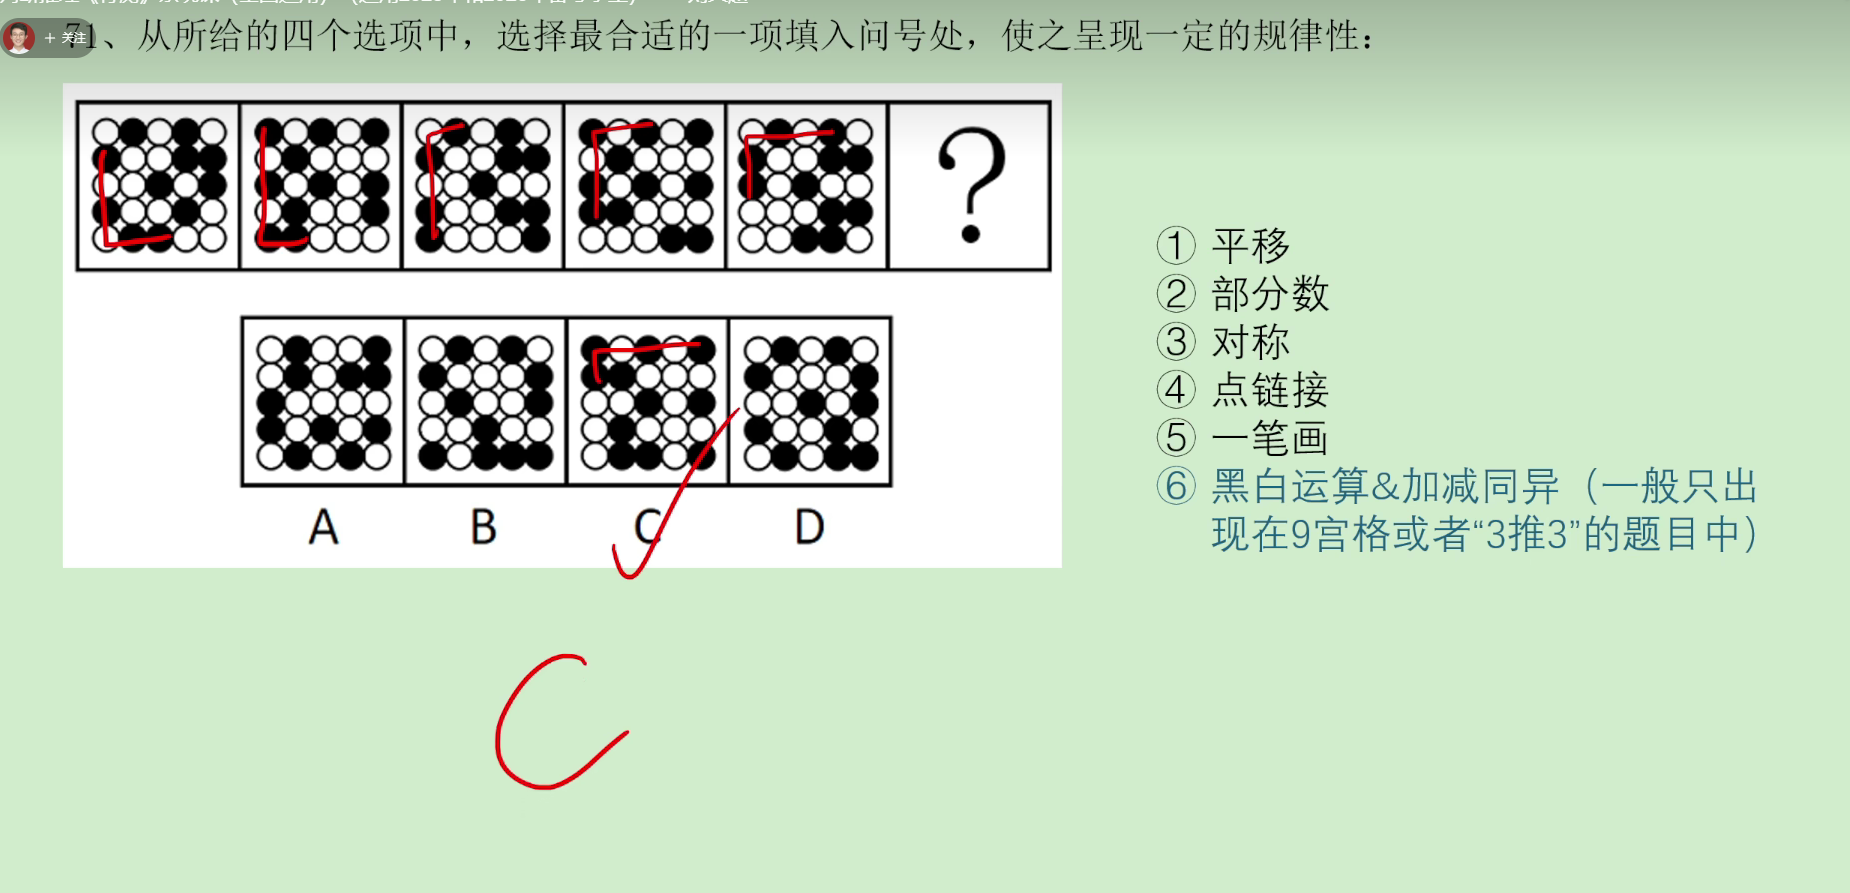 + 关注
71、从所给的四个选项中，选择最合适的一项填入问号处，使之呈现一定的规律性：
?
① 平移
② 部分数
③ 对称
④ 点链接
⑤ 一笔画
⑥ 黑白运算&加减同异（一般只出
现在9宫格或者“3推3”的题目中）
A B C D
C